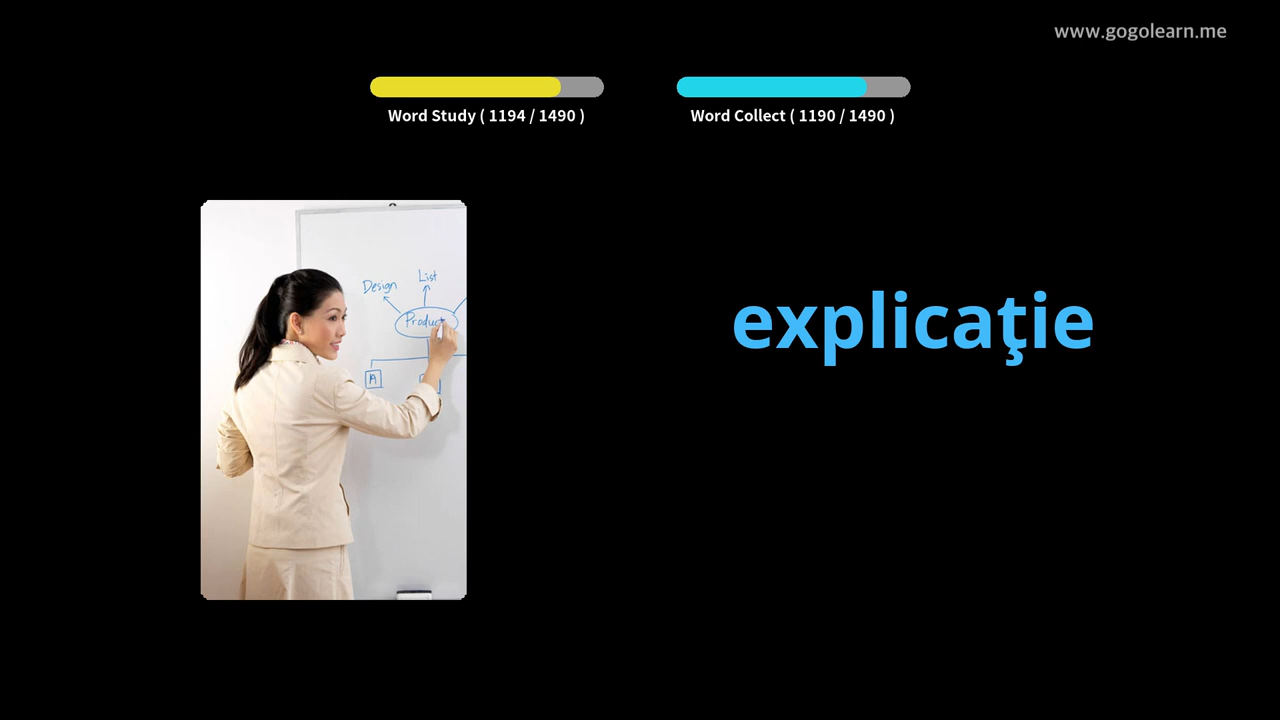 www.gogolearn.me
Word Study ( 1194 / 1490 )
Word Collect ( 1190 / 1490 )
List
Design
Product
A
explicaţie